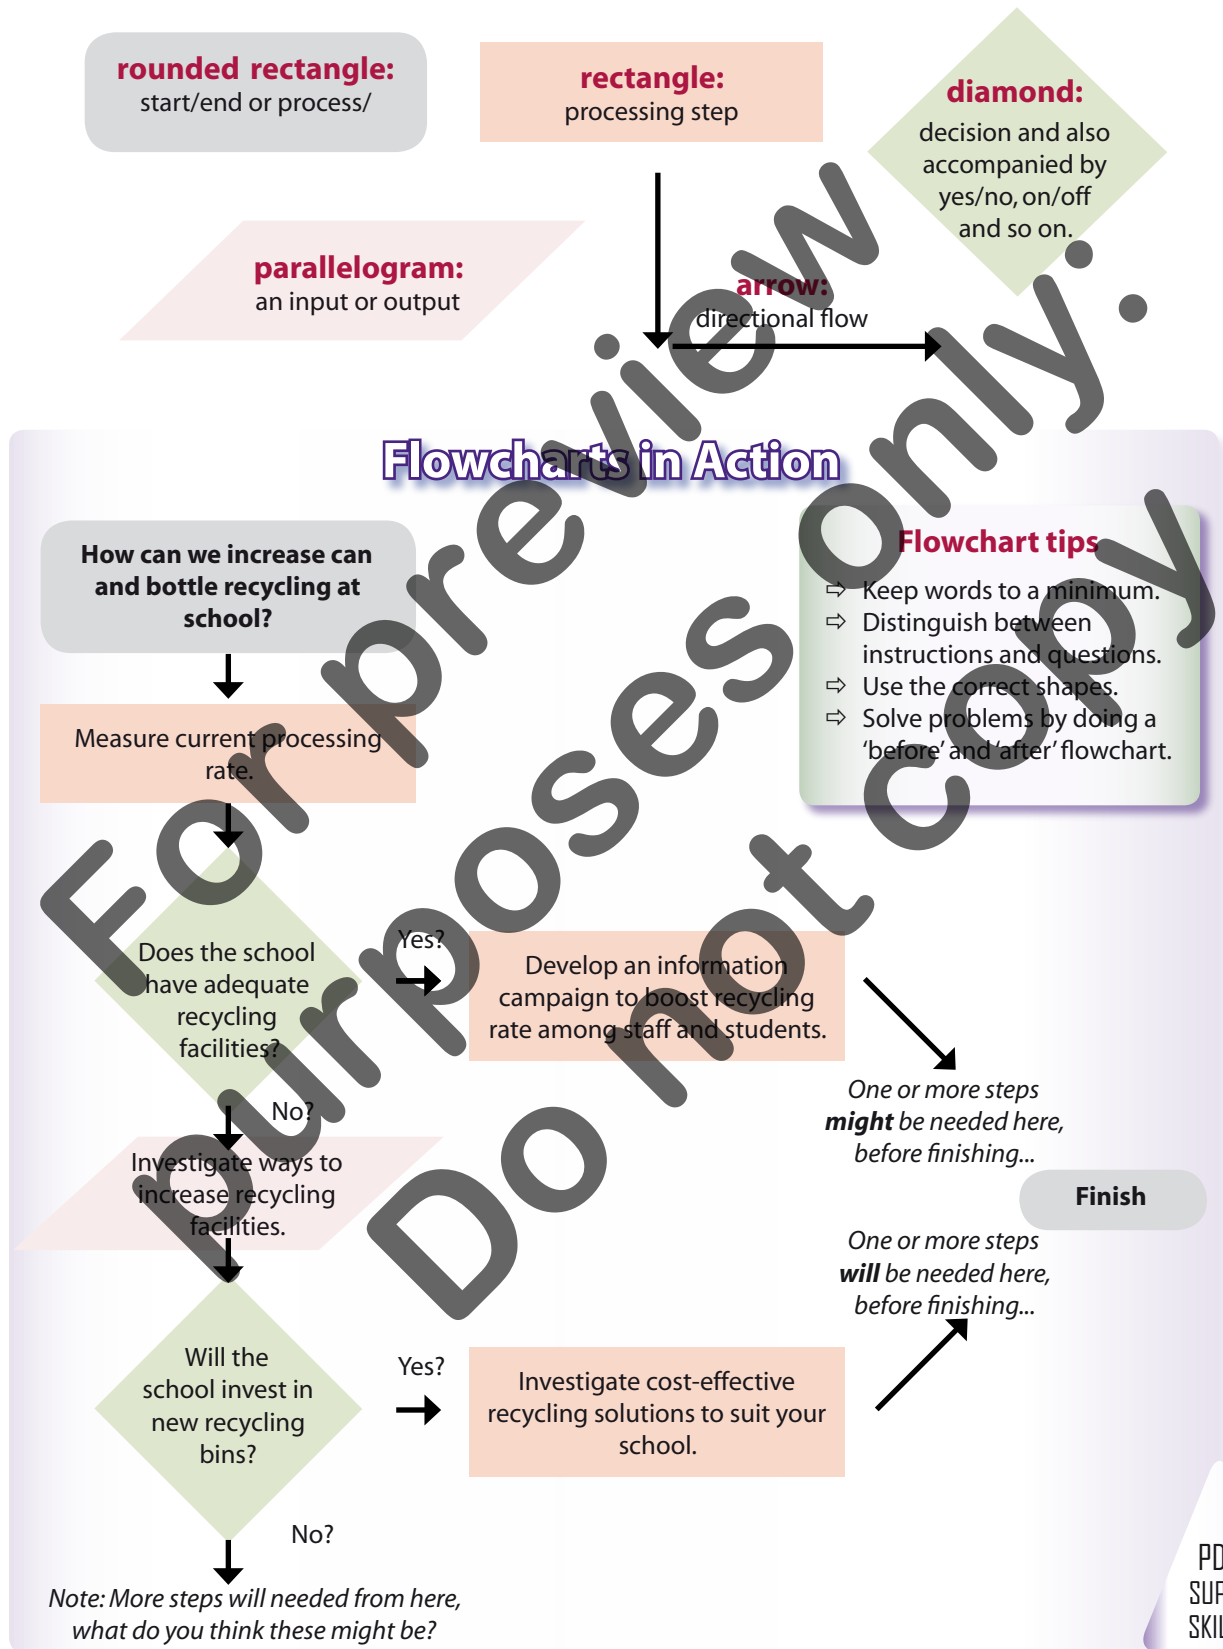 rounded rectangle:
start/end or process/
rectangle:
processing step
diamond:
decision and also
accompanied by
yes/no, on/off
and so on.
parallelogram:
an input or output
arrow:
directional flow
Flowcharts in Action
How can we increase can
and bottle recycling at
school?
Flowchart tips
⇨ Keep words to a minimum.
⇨ Distinguish between
instructions and questions.
⇨ Use the correct shapes.
⇨ Solve problems by doing a
‘before’ and ‘after’ flowchart.
Measure current processing
rate.
Does the school
have adequate
recycling
facilities?
Yes?
Develop an information
campaign to boost recycling
rate among staff and students.
One or more steps
might be needed here,
before finishing...
No?
Investigate ways to
increase recycling
facilities.
Finish
One or more steps
will be needed here,
before finishing...
Will the
school invest in
new recycling
bins?
Yes?
Investigate cost-effective
recycling solutions to suit your
school.
No?
Note: More steps will needed from here,
what do you think these might be?
For preview
purposes only:
Do not copy.